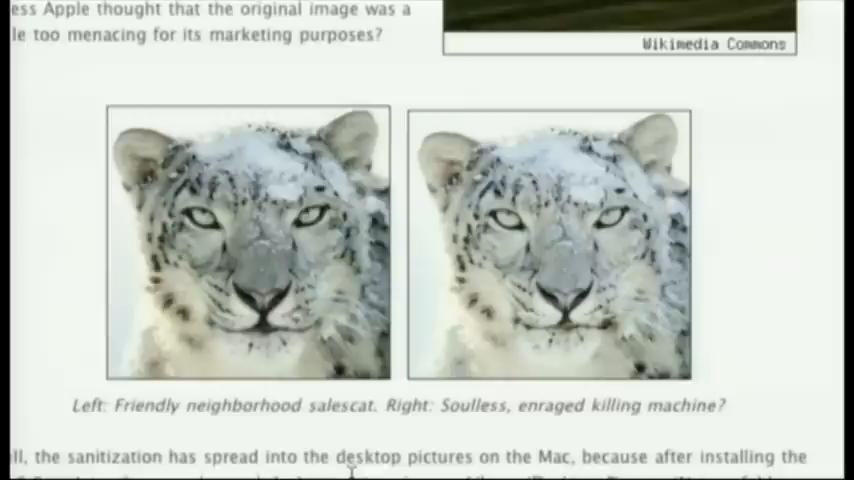 ess Apple thought that the original image was a
le too menacing for its marketing purposes?
Wikimedia Commons
Left: Friendly neighborhood salescat. Right: Soulless, enraged killing machine?
ll, the sanitization has spread into the desktop pictures on the Mac, because after installing the